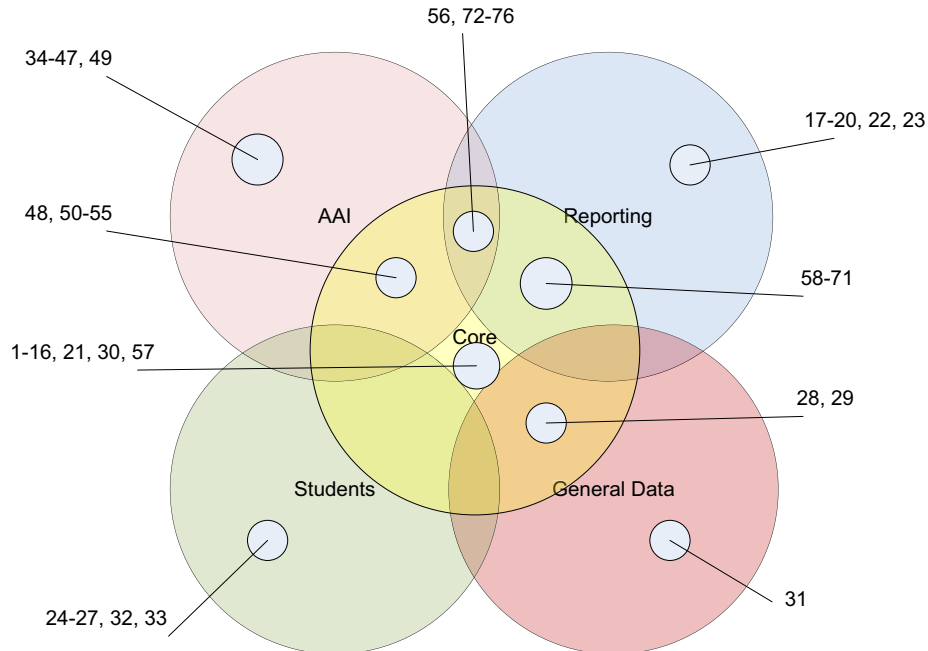 56, 72-76
34-47, 49
17-20, 22, 23
AAI
Reporting
48, 50-55
58-71
Core
1-16, 21, 30, 57
28, 29
Students
General Data
31
24-27, 32, 33